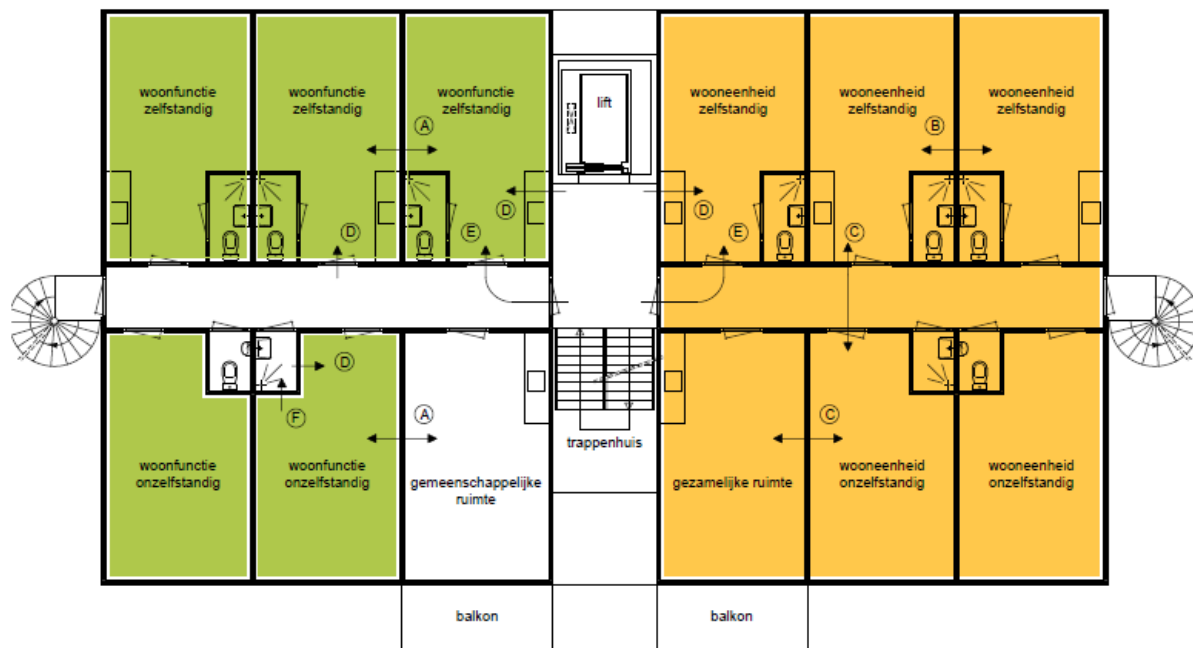 woonfunctie
zelfstandig
woonfunctie
zelfstandig
woonfunctie
zelfstandig
lift
wooneenheid
zelfstandig
wooneenheid
zelfstandig
wooneenheid
zelfstandig
A
B
D
D
D
E
E
C
D
F
A
C
trappenhuis
woonfunctie
onzelfstandig
woonfunctie
onzelfstandig
gemeenschappelijke
ruimte
gezamelijke ruimte
wooneenheid
onzelfstandig
wooneenheid
onzelfstandig
balkon
balkon